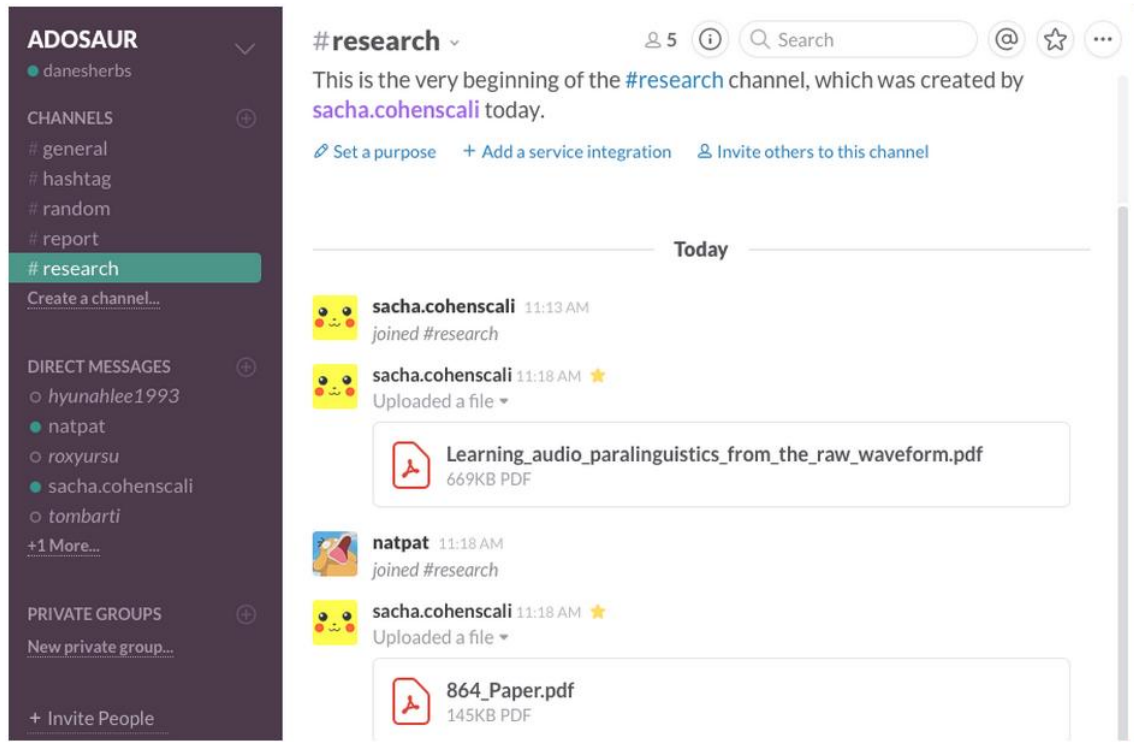 ADOSAUR
danesherbs
CHANNELS
# general
# hashtag
# random
# report
# research
Create a channel...
DIRECT MESSAGES
hyunahlee1993
natpat
roxyursu
sacha.cohenscali
tombarti
+1 More...
PRIVATE GROUPS
New private group...
+ Invite People
#research
5
Search
This is the very beginning of the #research channel, which was created by
sacha.cohenscali today.
Set a purpose + Add a service integration Invite others to this channel
Today
sacha.cohenscali 11:13 AM
joined #research
sacha.cohenscali 11:18 AM
Uploaded a file
Learning_audio_paralinguistics_from_the_raw_waveform.pdf
669KB PDF
natpat 11:18 AM
joined #research
sacha.cohenscali 11:18 AM
Uploaded a file
864_Paper.pdf
145KB PDF